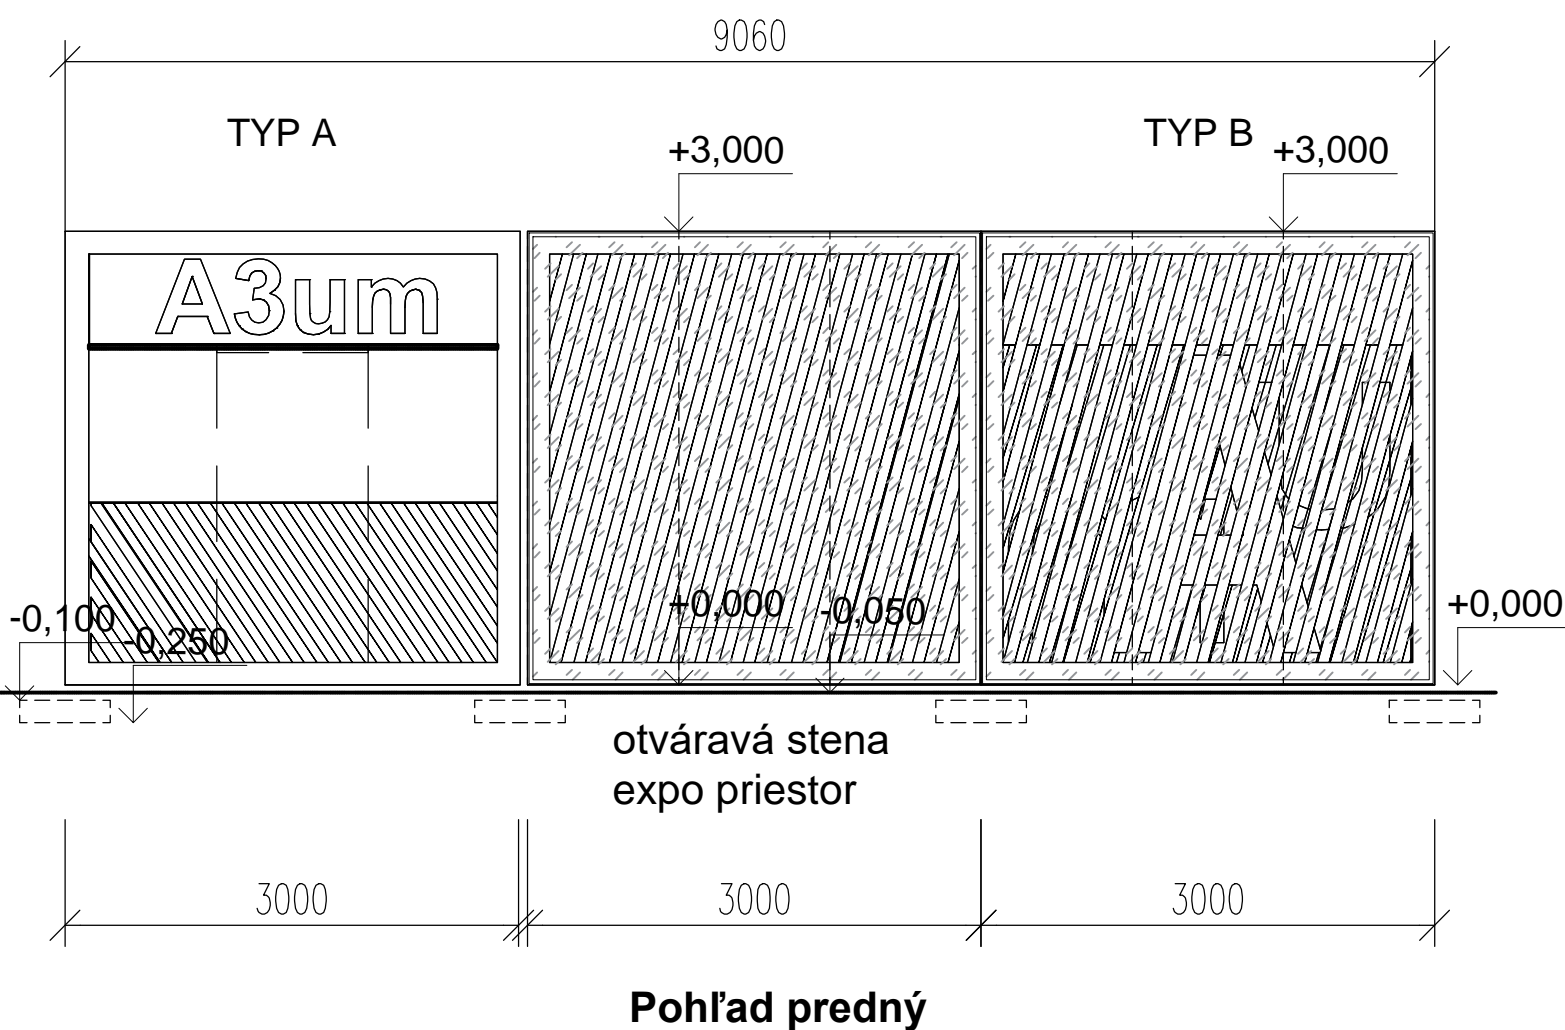 9060
TYP A
TYP B
+3,000
+3,000
A3um
-0,100
-0,250
+0,000
-0,050
+0,000
otváravá stena
expo priestor
3000
3000
3000
Pohľad predný